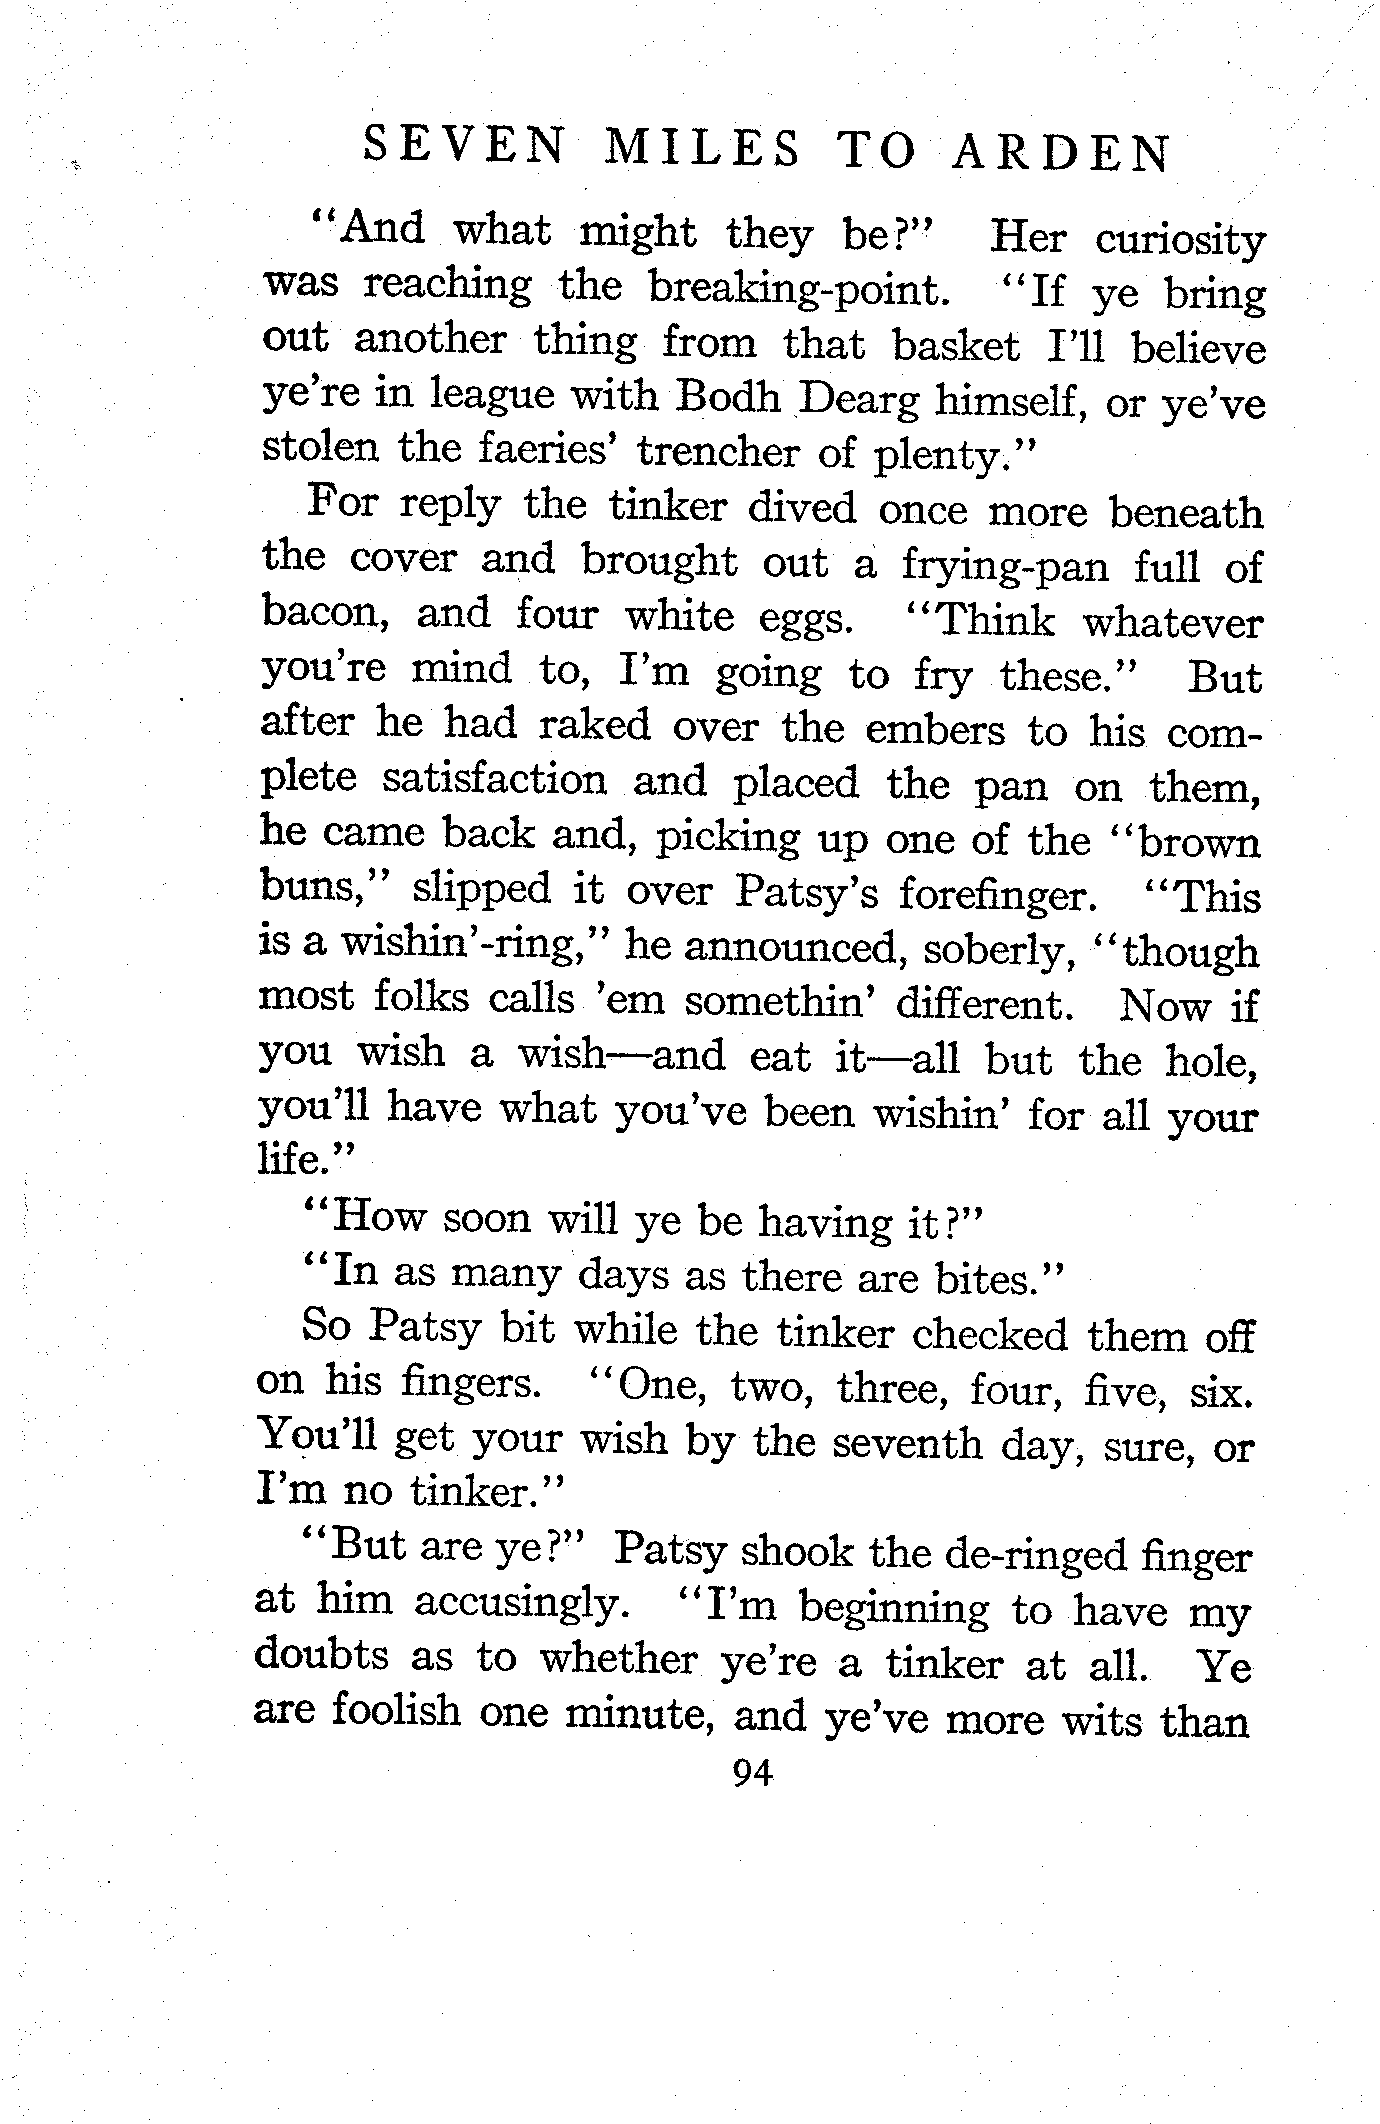 SEVEN MILES TO ARDEN
"And what might they be?" Her curiosity
was reaching the breaking-point. "If ye bring
out another thing from that basket I'll believe
ye're in league with Bodh Dearg himself, or ye've
stolen the faeries' trencher of plenty."
For reply the tinker dived once more beneath
the cover and brought out a frying-pan full of
bacon, and four white eggs. "Think whatever
you're mind to, I'm going to fry these." But
after he had raked over the embers to his com-
plete satisfaction and placed the pan on them,
he came back and, picking up one of the "brown
buns," slipped it over Patsy's forefinger. "This
is a wishin'-ring," he announced, soberly, "though
most folks calls 'em somethin' different. Now if
you wish a wish—and eat it—all but the hole,
you'll have what you've been wishin' for all your
life."
"How soon will ye be having it?"
"In as many days as there are bites."
So Patsy bit while the tinker checked them off
on his fingers. "One, two, three, four, five, six.
You'll get your wish by the seventh day, sure, or
I'm no tinker."
"But are ye?" Patsy shook the de-ringed finger
at him accusingly. "I'm beginning to have my
doubts as to whether ye're a tinker at all. Ye
are foolish one minute, and ye've more wits than
94